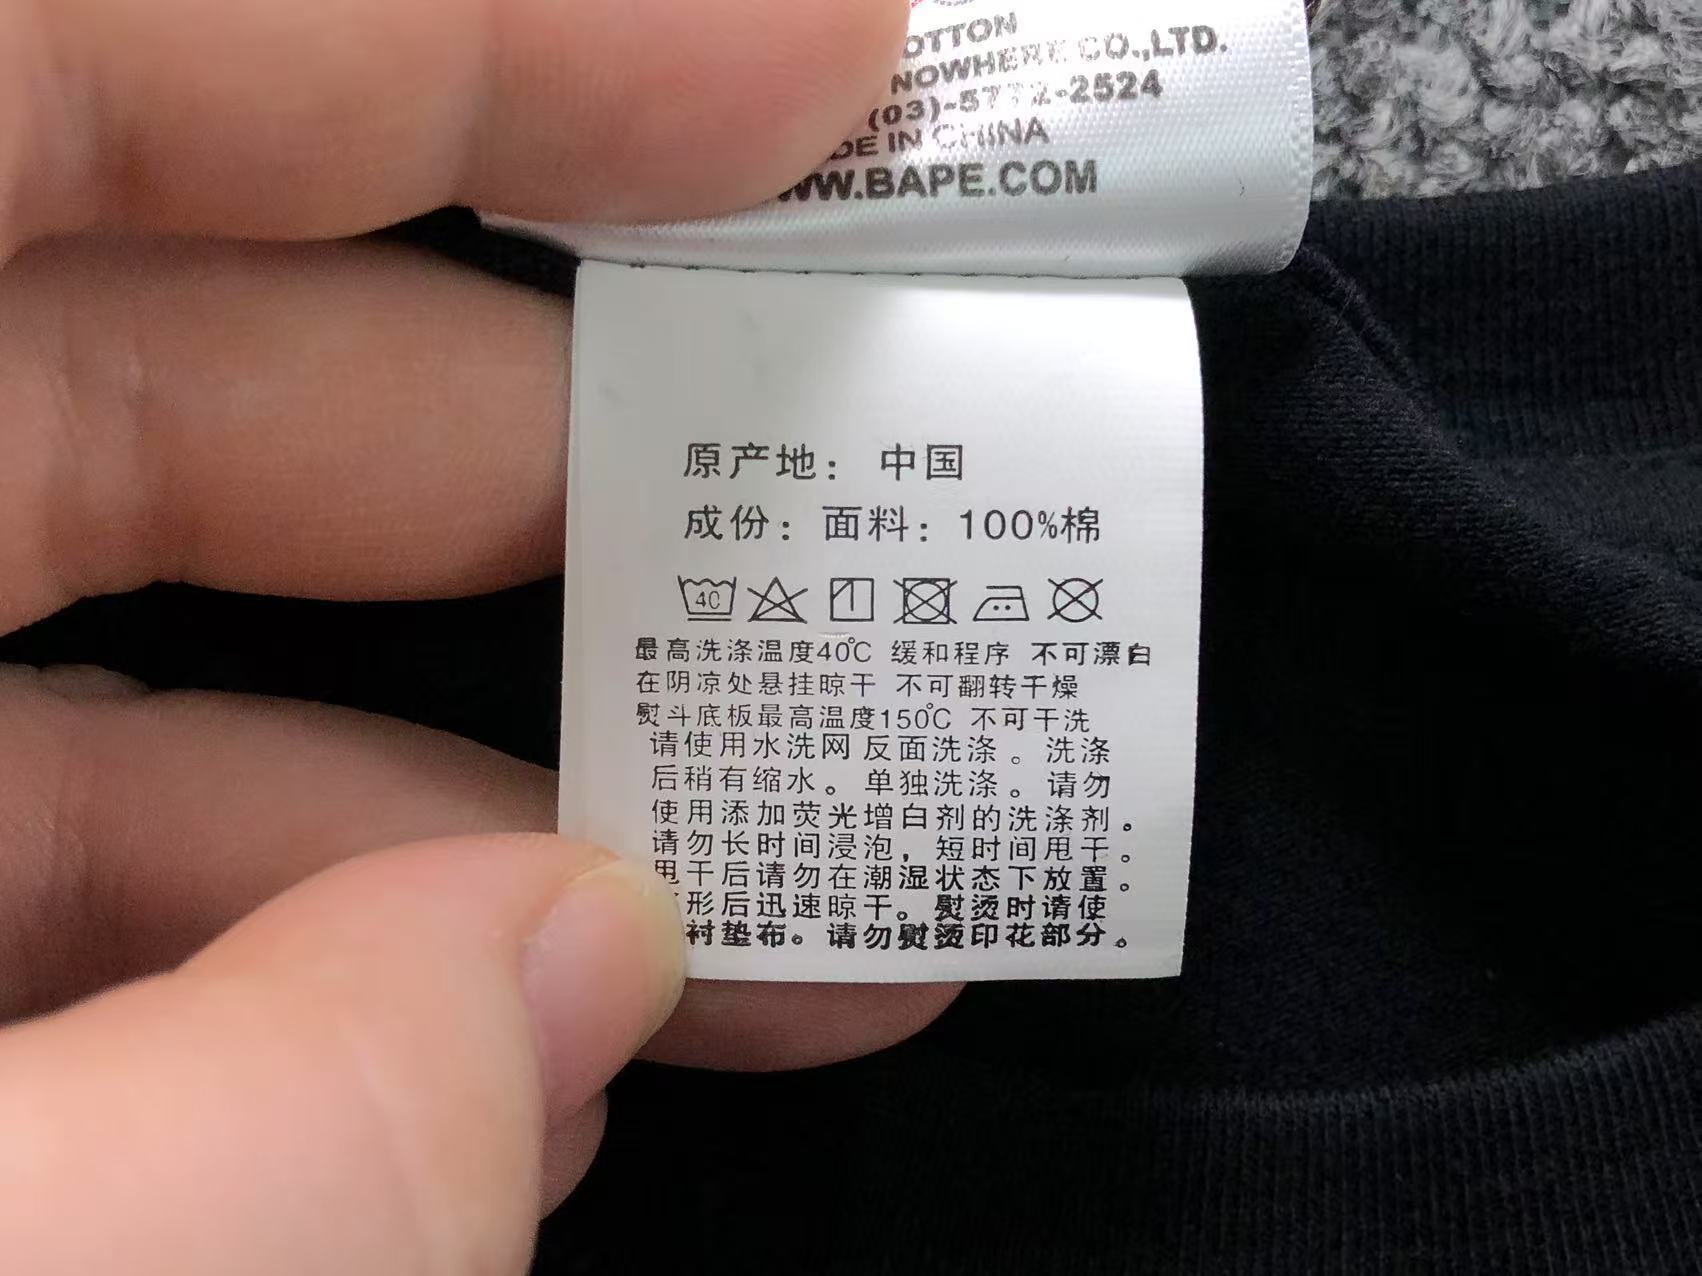 OTTON
NOWHERE CO.,LTD.
(03)-5772-2524
DE IN CHINA
WW.BAPE.COM
原产地：中国
成份：面料：100%棉
40
最高洗涤温度40℃ 缓和程序 不可漂白
在阴凉处悬挂晾干 不可翻转干燥
熨斗底板最高温度150℃ 不可干洗
请使用水洗网反面洗涤。洗涤
后稍有缩水。单独洗涤。请勿
使用添加荧光增白剂的洗涤剂。
请勿长时间浸泡，短时间甩干。
甩干后请勿在潮湿状态下放置。
形后迅速晾干。熨烫时请使
衬垫布。请勿熨烫印花部分。